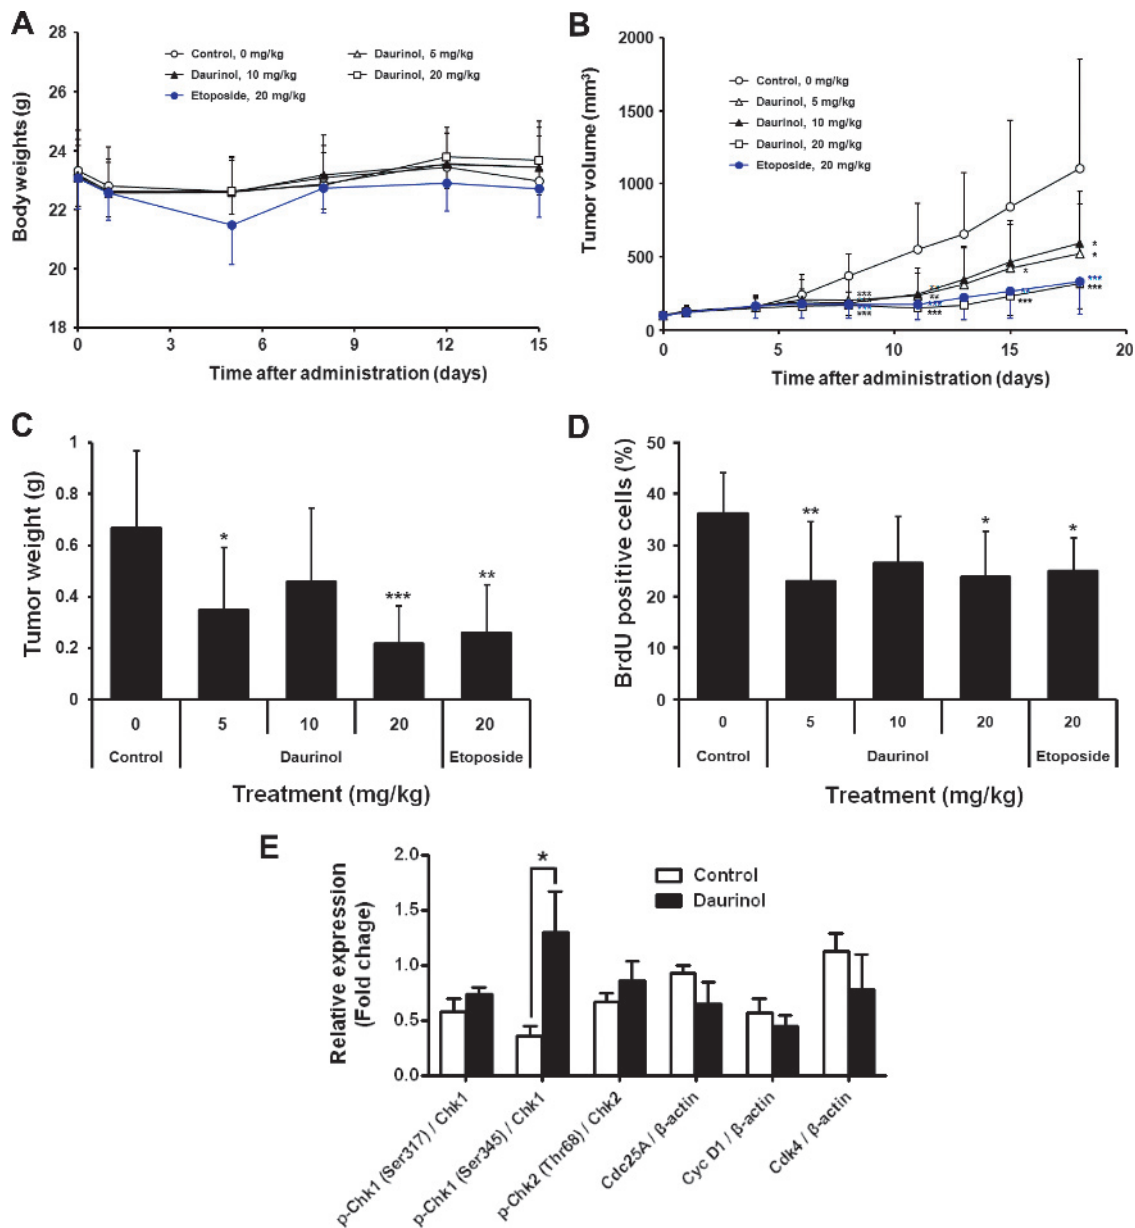 A
28
26
24
22
20
18
Body weights (g)
Control, 0 mg/kg
Daurinol, 5 mg/kg
Daurinol, 10 mg/kg
Daurinol, 20 mg/kg
Etoposide, 20 mg/kg
0 3 6 9 12 15
Time after administration (days)
B
2000
1500
1000
500
0
Tumor volume (mm³)
Control, 0 mg/kg
Daurinol, 5 mg/kg
Daurinol, 10 mg/kg
Daurinol, 20 mg/kg
Etoposide, 20 mg/kg
*** *** *** ***
** ** *** ***
* ** ***
* * *** ***
0 5 10 15 20
Time after administration (days)
C
1
0.8
0.6
0.4
0.2
0
Tumor weight (g)
* *** **
0 5 10 20 20
Control Daurinol Etoposide
Treatment (mg/kg)
D
50
40
30
20
10
0
BrdU positive cells (%)
** * *
0 5 10 20 20
Control Daurinol Etoposide
Treatment (mg/kg)
E
2.0
1.5
1.0
0.5
0.0
Relative expression
(Fold chage)
*
Control
Daurinol
p-Chk1 (Ser317) / Chk1
p-Chk1 (Ser345) / Chk1
p-Chk2 (Thr68) / Chk2
Cdc25A / β-actin
Cyc D1 / β-actin
Cdk4 / β-actin